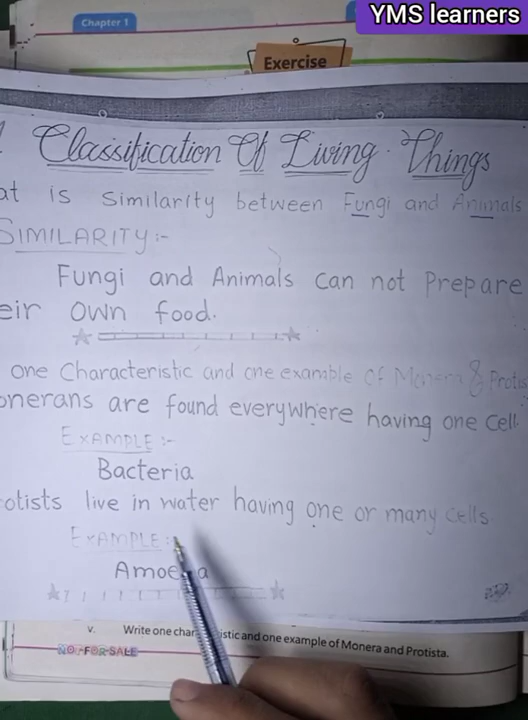 YMS learners
Chapter 1
Exercise
Classification Of Living Things
at is Similarity between Fungi and Animals
SIMILARITY:-
Fungi and Animals can not Prepare
eir own food.
one Characteristic and one examble of Monera & Protis
onerans are found everywhere having one cell
EXAMPLE:-
Bacteria
otists live in water having one or many cells
EXAMPLE:
Amoe a
v. Write one char istic and one example of Monera and Protista.
NOT FOR SALE